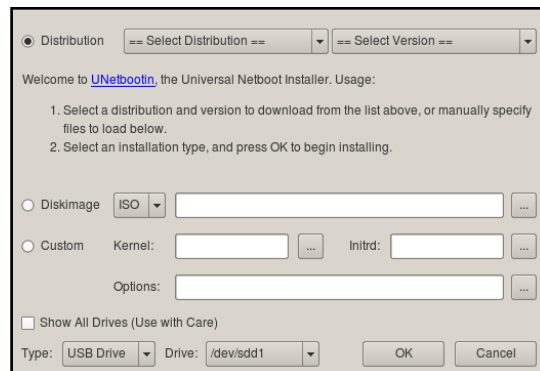 Distribution == Select Distribution == == Select Version ==
Welcome to UNetbootin, the Universal Netboot Installer. Usage:
1. Select a distribution and version to download from the list above, or manually specify
files to load below.
2. Select an installation type, and press OK to begin installing.
Diskimage ISO ...
Custom Kernel: ... Initrd: ...
Options: ...
Show All Drives (Use with Care)
Type: USB Drive Drive: /dev/sdd1 OK Cancel